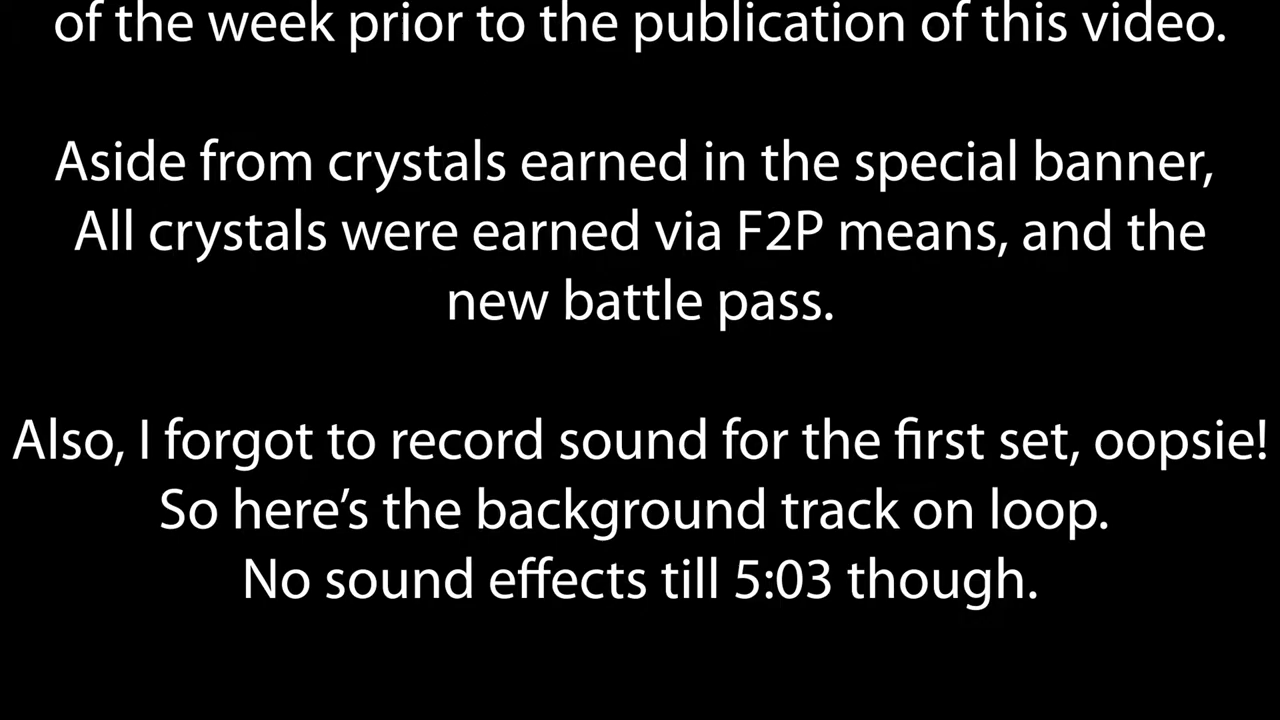 of the week prior to the publication of this video.
Aside from crystals earned in the special banner,
All crystals were earned via F2P means, and the
new battle pass.
Also, I forgot to record sound for the first set, oopsie!
So here’s the background track on loop.
No sound effects till 5:03 though.